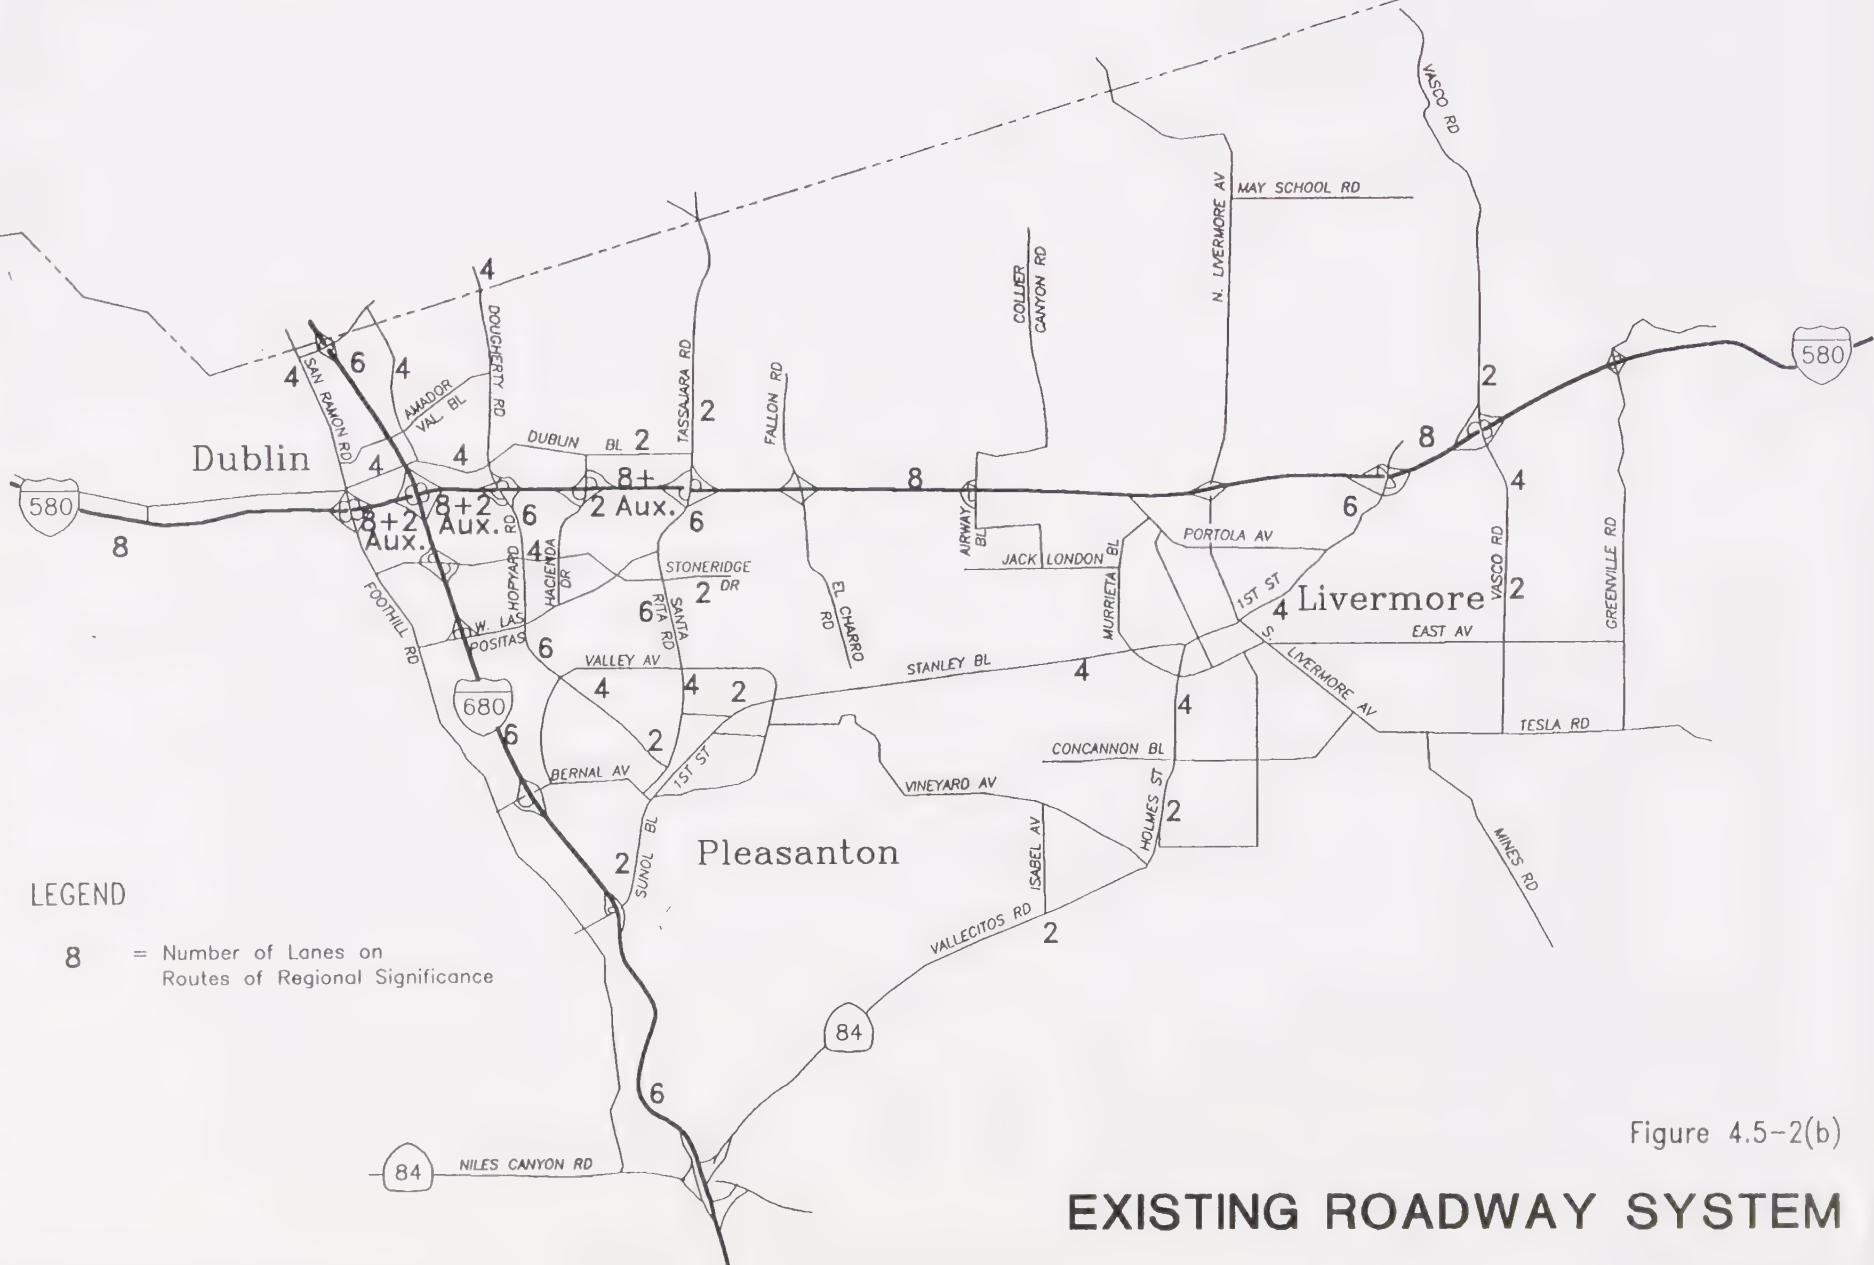 VASCO RD
N. LIVERMORE AV
MAY SCHOOL RD
COLLIER
CANYON RD
4
DOUGHERTY RD
6
4
4
SAN RAMON RD
AMADOR
VAL BL
TASSAJARA RD
2
FALLON RD
2
580
Dublin
4
4
DUBLIN BL 2
8
8+
2 Aux.
8
580
8
8+2
Aux.
8+2
Aux.
6
6
6
4
AIRWAY
BL
PORTOLA AV
VASCO RD
GREENVILLE RD
HOPYARD RD
4
HACIENDA
DR
STONERIDGE
DR
2
JACK LONDON BL
MURRIETA
FOOTHILL RD
W. LAS
POSITAS
6
SANTA
RITA RD
EL CHARRO
RD
1ST ST
4
Livermore
2
EAST AV
6
VALLEY AV
STANLEY BL
4
S.
LIVERMORE AV
680
4
4
2
4
6
2
TESLA RD
CONCANNON BL
BERNAL AV
1ST ST
VINEYARD AV
HOLMES ST
2
ISABEL AV
MINES RD
2
SUNOL BL
Pleasanton
LEGEND
8 = Number of Lanes on
Routes of Regional Significance
VALLECITOS RD
2
84
6
84
NILES CANYON RD
Figure 4.5-2(b)
EXISTING ROADWAY SYSTEM